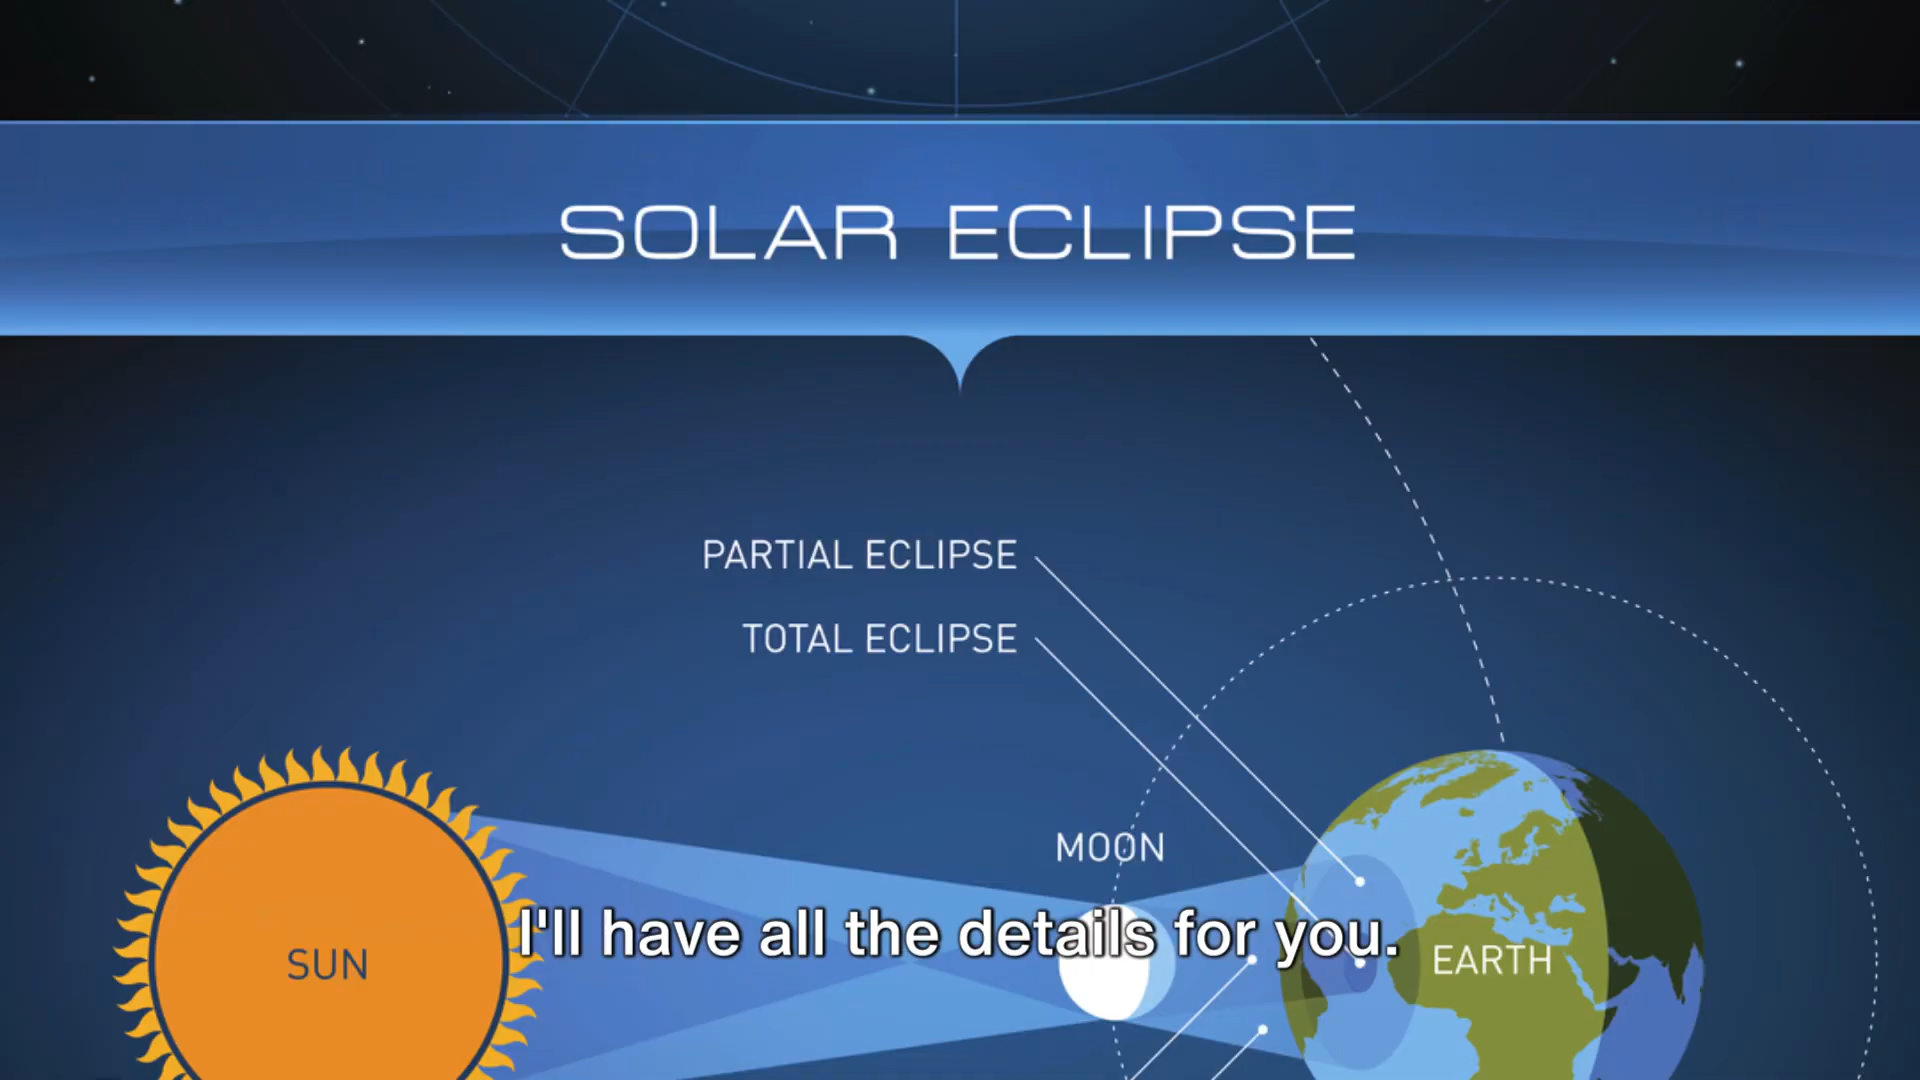 SOLAR ECLIPSE
PARTIAL ECLIPSE
TOTAL ECLIPSE
MOON
I'll have all the details for you.
SUN
EARTH